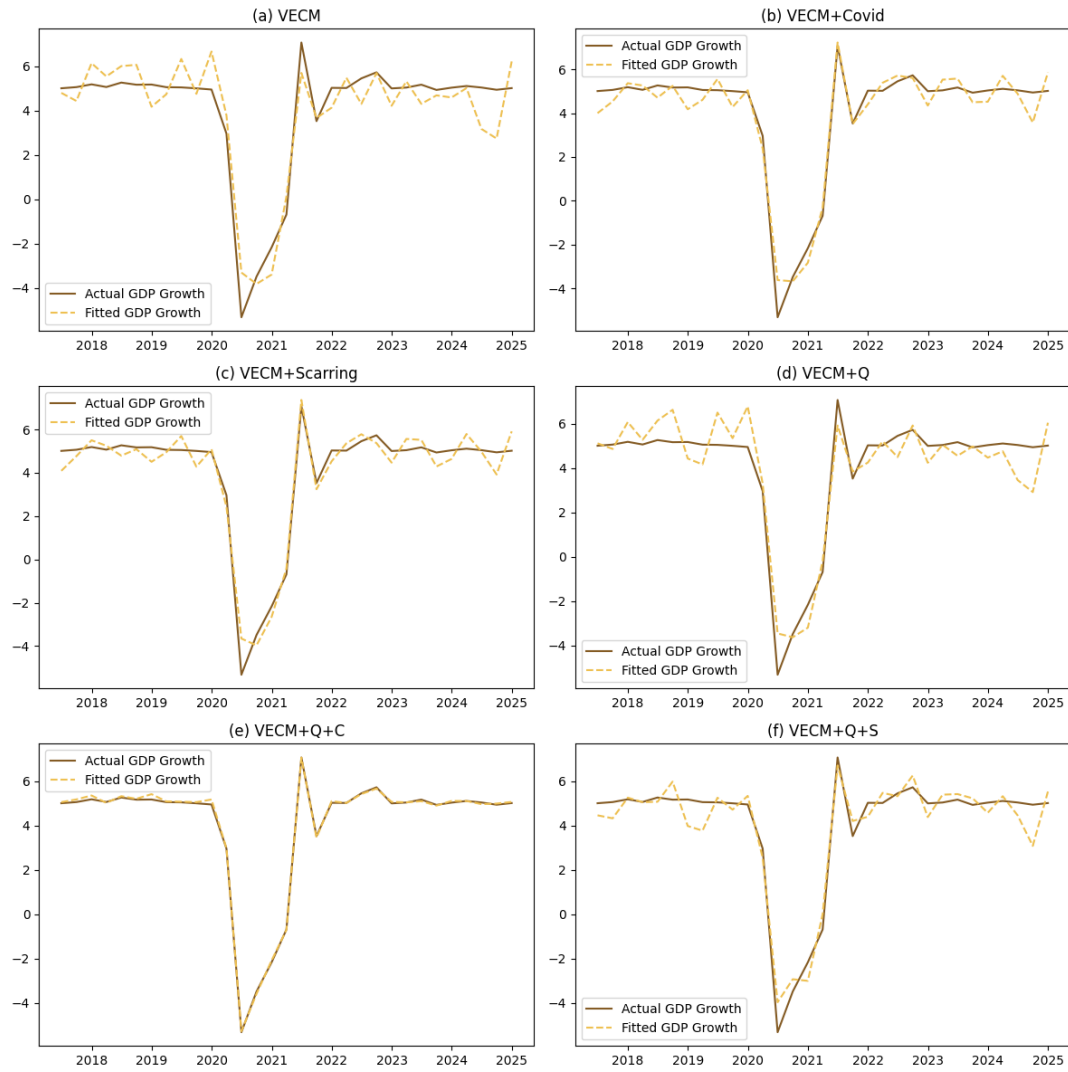 (a) VECM
6
4
2
0
−2
−4
Actual GDP Growth
Fitted GDP Growth
2018 2019 2020 2021 2022 2023 2024 2025
(b) VECM+Covid
Actual GDP Growth
Fitted GDP Growth
6
4
2
0
−2
−4
2018 2019 2020 2021 2022 2023 2024 2025
(c) VECM+Scarring
Actual GDP Growth
Fitted GDP Growth
6
4
2
0
−2
−4
2018 2019 2020 2021 2022 2023 2024 2025
(d) VECM+Q
6
4
2
0
−2
−4
Actual GDP Growth
Fitted GDP Growth
2018 2019 2020 2021 2022 2023 2024 2025
(e) VECM+Q+C
Actual GDP Growth
Fitted GDP Growth
6
4
2
0
−2
−4
2018 2019 2020 2021 2022 2023 2024 2025
(f) VECM+Q+S
6
4
2
0
−2
−4
Actual GDP Growth
Fitted GDP Growth
2018 2019 2020 2021 2022 2023 2024 2025